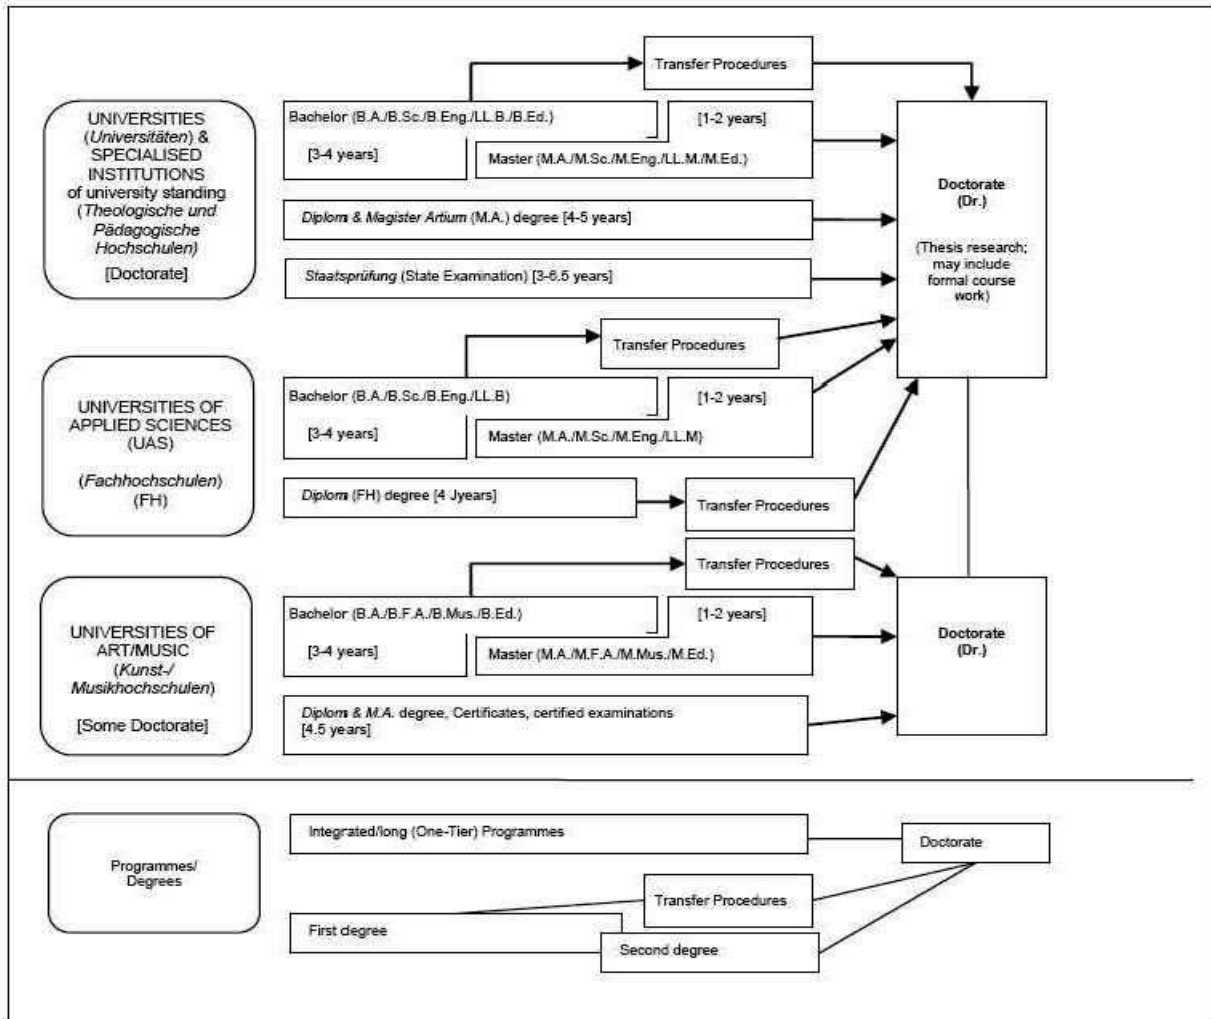 Transfer Procedures
UNIVERSITIES
(Universitäten) &
SPECIALISED
INSTITUTIONS
of university standing
(Theologische und
Pädagogische
Hochschulen)
[Doctorate]
Bachelor (B.A./B.Sc./B.Eng./LL.B./B.Ed.)
[3-4 years]
[1-2 years]
Master (M.A./M.Sc./M.Eng./LL.M./M.Ed.)
Diplom & Magister Artium (M.A.) degree [4-5 years]
Staatsprüfung (State Examination) [3-6.5 years]
Doctorate
(Dr.)
(Thesis research;
may include
formal course
work)
Transfer Procedures
UNIVERSITIES OF
APPLIED SCIENCES
(UAS)
(Fachhochschulen)
(FH)
Bachelor (B.A./B.Sc./B.Eng./LL.B)
[3-4 years]
[1-2 years]
Master (M.A./M.Sc./M.Eng./LL.M)
Diplom (FH) degree [4 Jyears]
Transfer Procedures
Transfer Procedures
UNIVERSITIES OF
ART/MUSIC
(Kunst-/
Musikhochschulen)
[Some Doctorate]
Bachelor (B.A./B.F.A./B.Mus./B.Ed.)
[3-4 years]
[1-2 years]
Master (M.A./M.F.A./M.Mus./M.Ed.)
Diplom & M.A. degree, Certificates, certified examinations
[4.5 years]
Doctorate
(Dr.)
Programmes/
Degrees
Integrated/long (One-Tier) Programmes
Doctorate
Transfer Procedures
First degree
Second degree